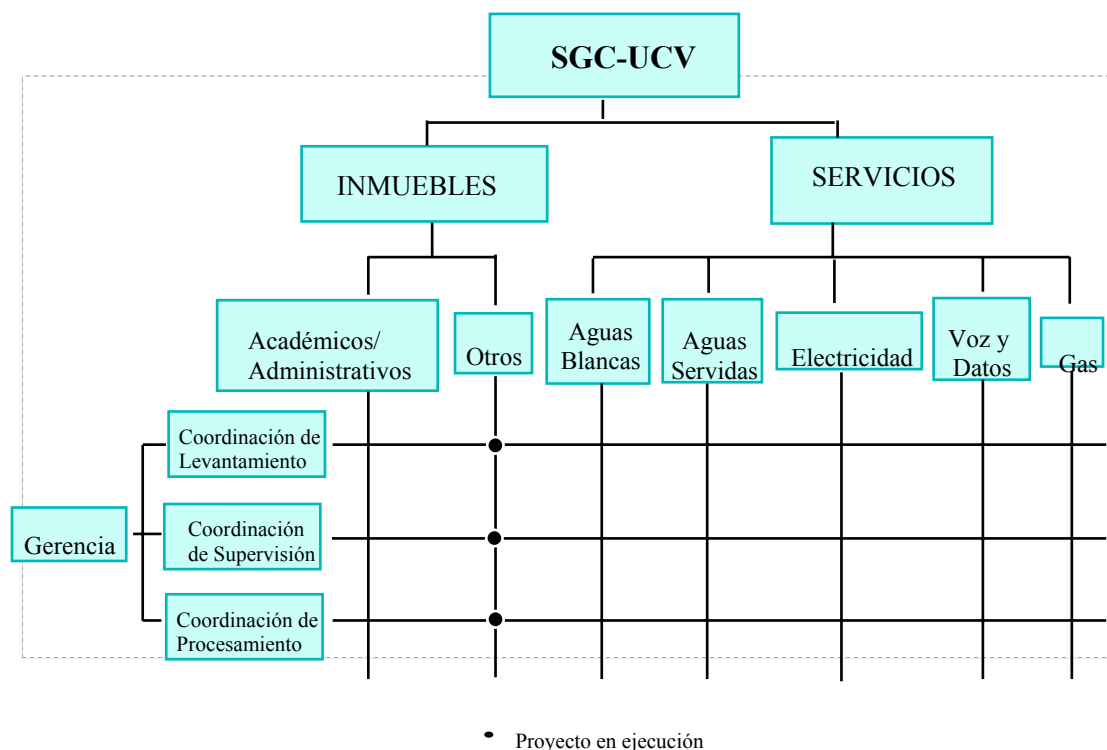 SGC-UCV
INMUEBLES
SERVICIOS
Académicos/
Administrativos
Otros
Aguas
Blancas
Aguas
Servidas
Electricidad
Voz y
Datos
Gas
Coordinación de
Levantamiento
Gerencia
Coordinación
de Supervisión
Coordinación de
Procesamiento
• Proyecto en ejecución